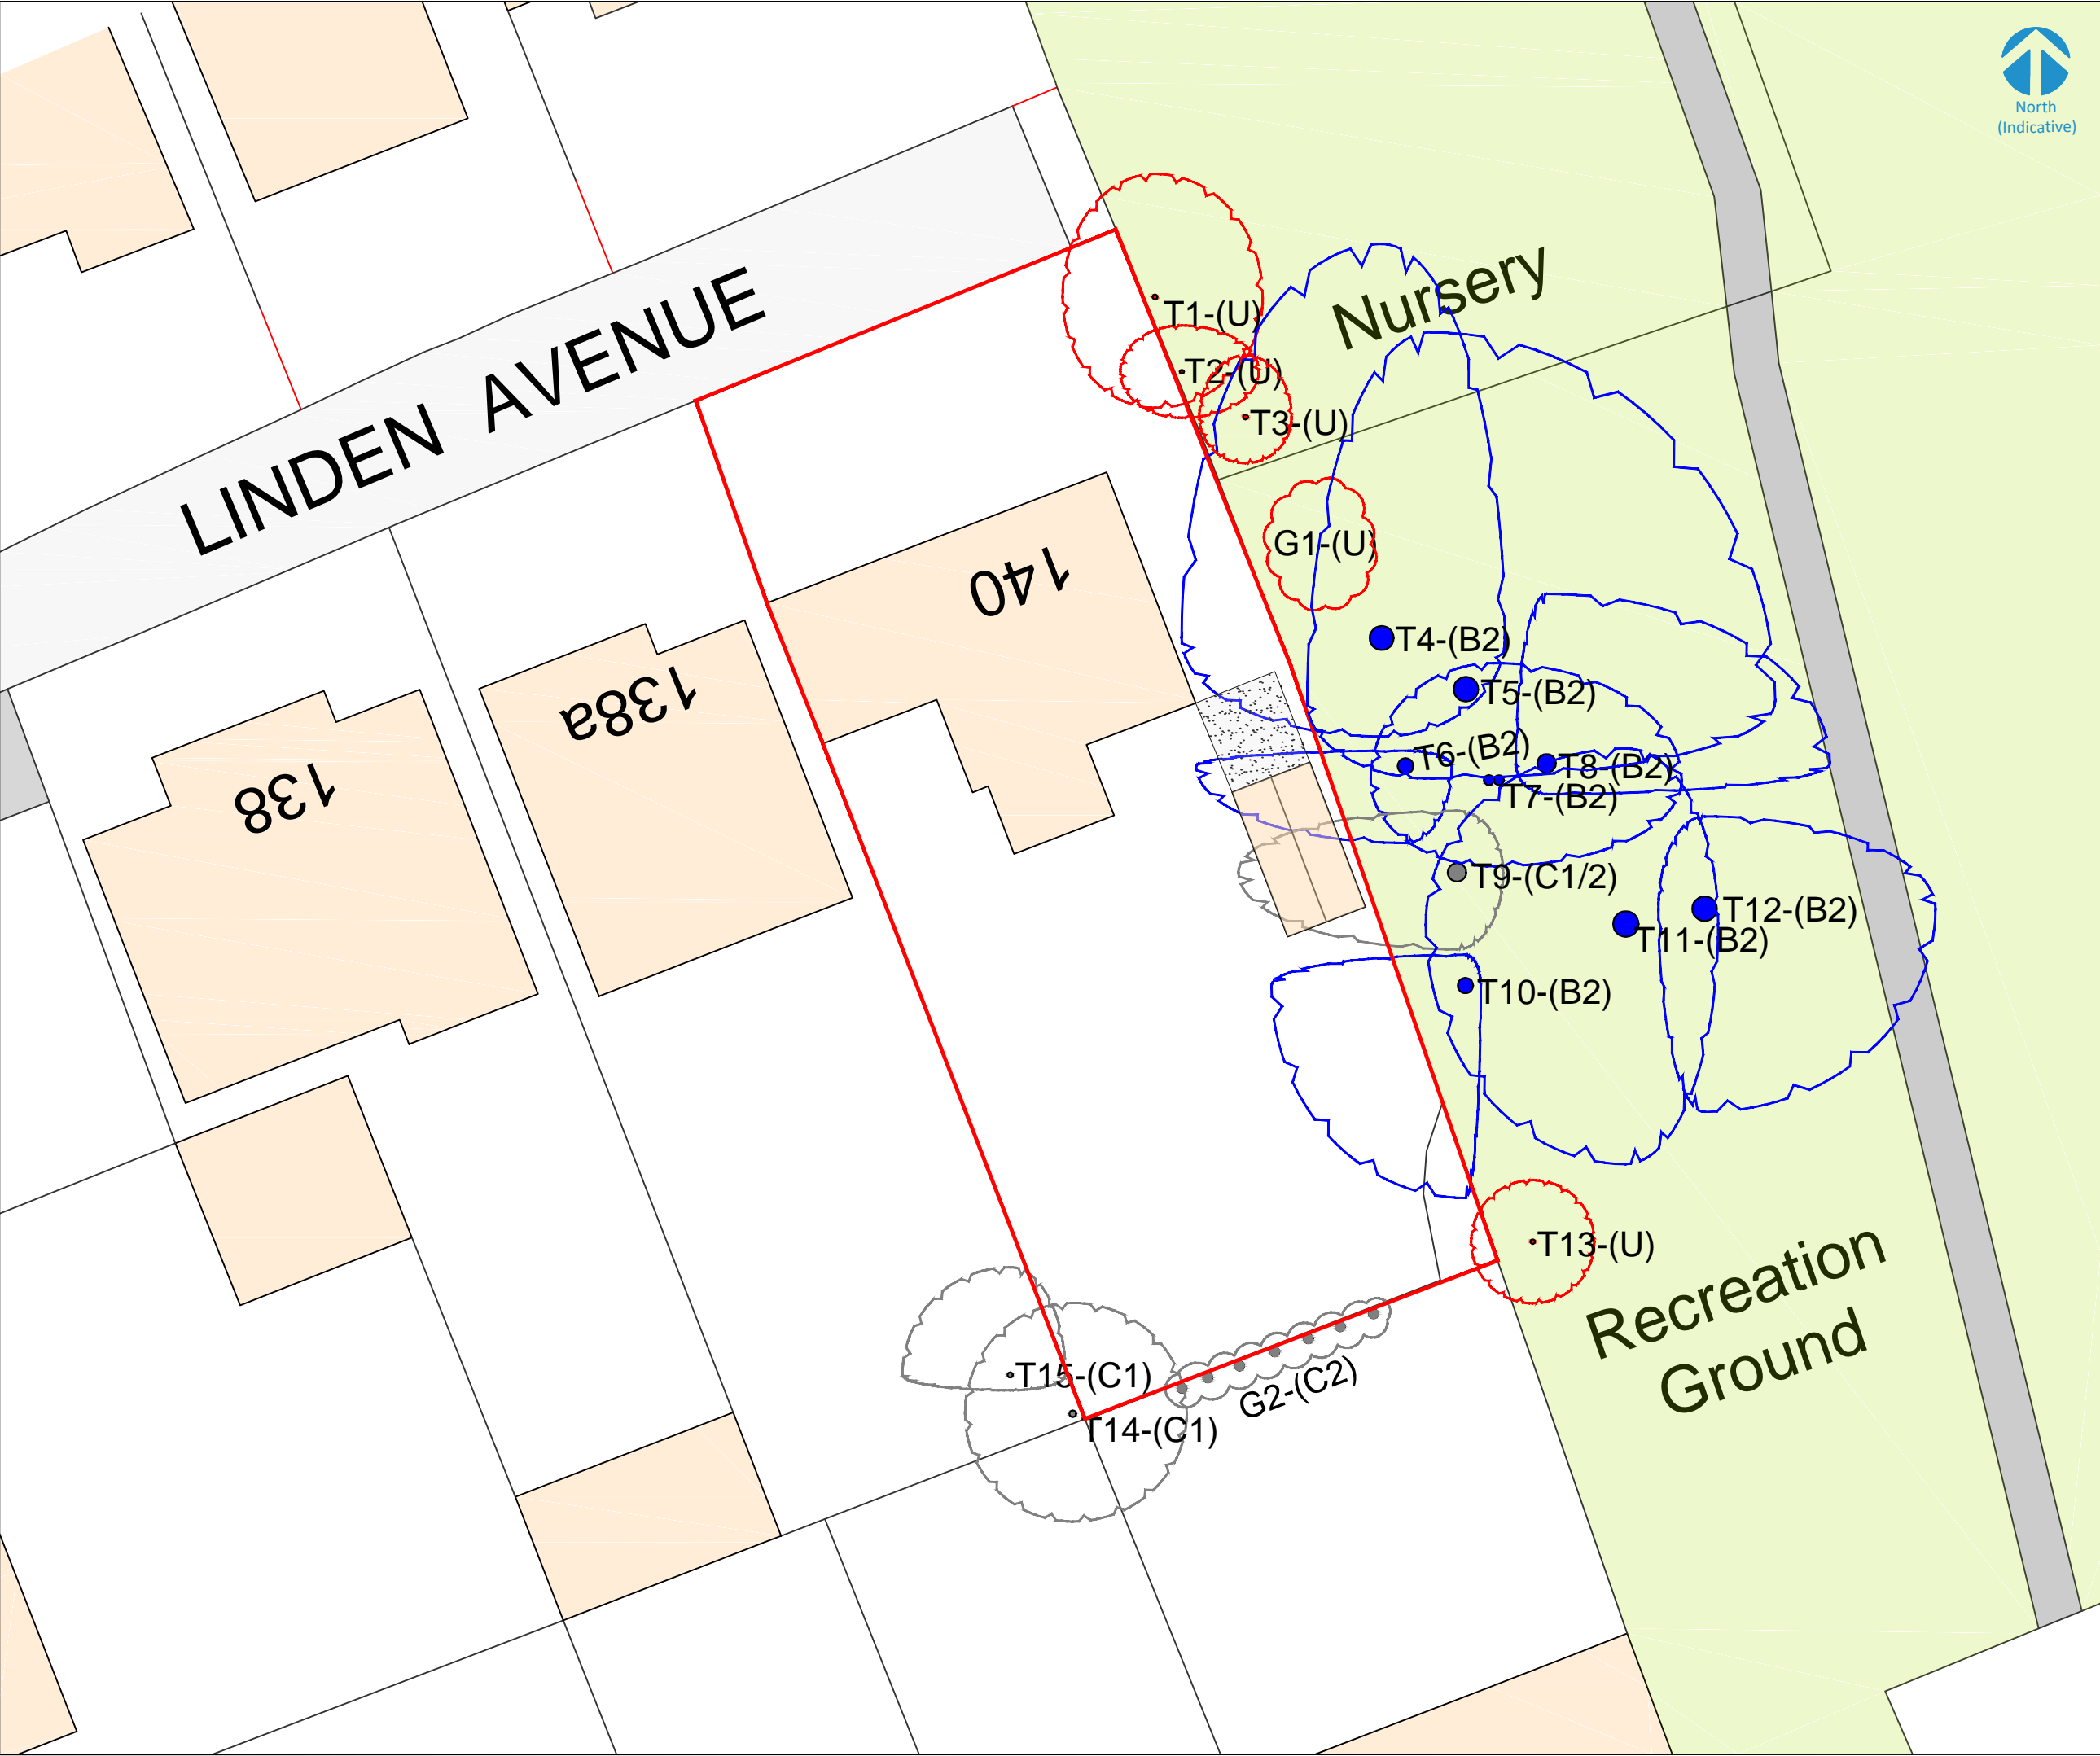 North
(Indicative)
LINDEN AVENUE
Nursery
T1-(U)
T2-(U)
T3-(U)
G1-(U)
140
T4-(B2)
T5-(B2)
138a
T6-(B2)
T8-(B2)
T7-(B2)
138
T9-(C1/2)
T12-(B2)
T11-(B2)
T10-(B2)
T13-(U)
Recreation
Ground
T15-(C1)
G2-(C2)
T14-(C1)